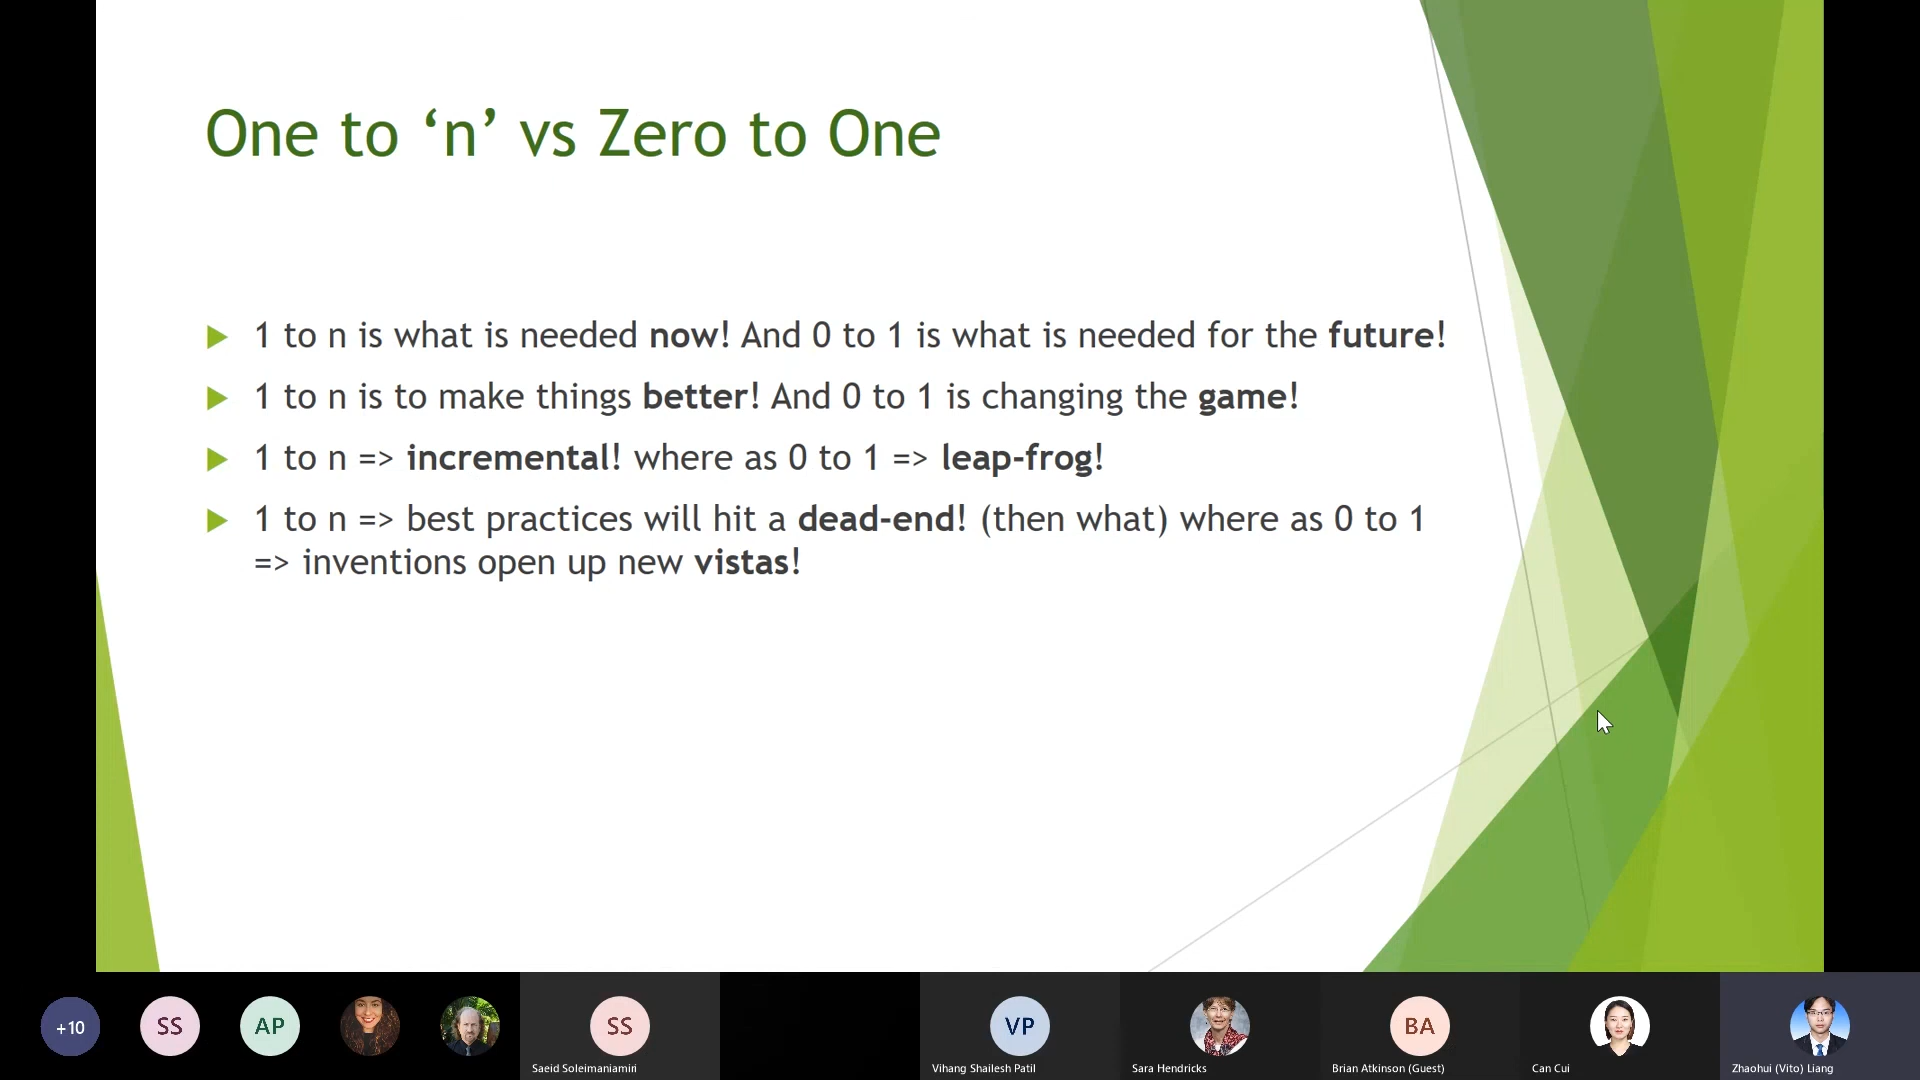 One to ‘n’ vs Zero to One
1 to n is what is needed now! And 0 to 1 is what is needed for the future!
1 to n is to make things better! And 0 to 1 is changing the game!
1 to n => incremental! where as 0 to 1 => leap-frog!
1 to n => best practices will hit a dead-end! (then what) where as 0 to 1
=> inventions open up new vistas!
+10
SS
AP
SS
VP
BA
Saeid Soleimaniamiri
Vihang Shailesh Patil
Sara Hendricks
Brian Atkinson (Guest)
Can Cui
Zhaohui (Vito) Liang